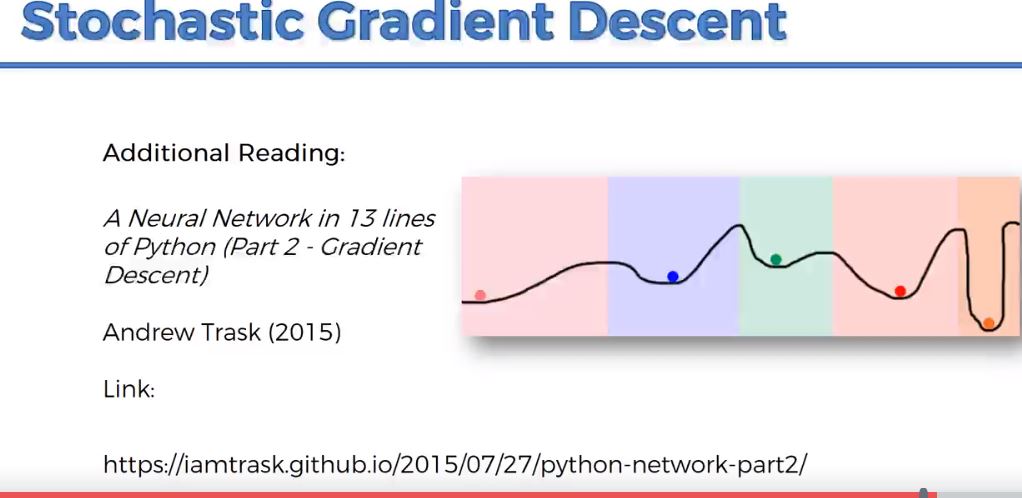 Stochastic Gradient Descent
Additional Reading:
A Neural Network in 13 lines
of Python (Part 2 - Gradient
Descent)
Andrew Trask (2015)
Link:
https://iamtrask.github.io/2015/07/27/python-network-part2/